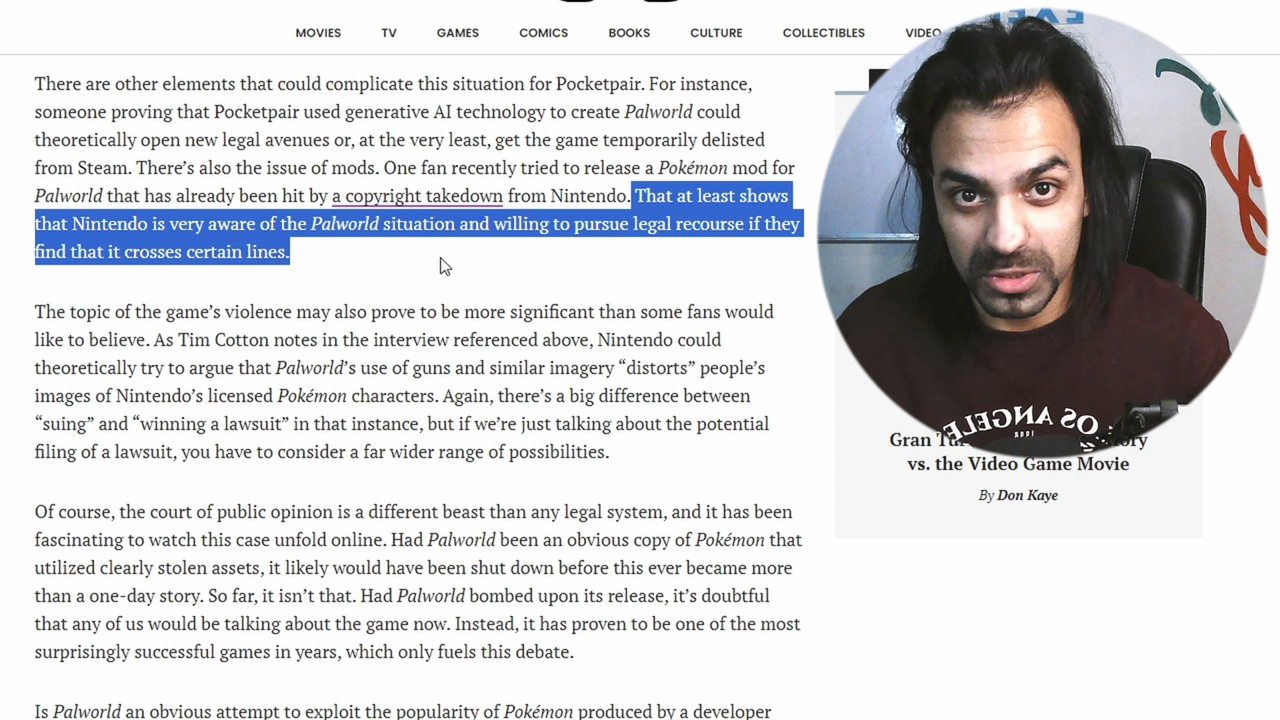 MOVIES TV GAMES COMICS BOOKS CULTURE COLLECTIBLES VIDEO
There are other elements that could complicate this situation for Pocketpair. For instance,
someone proving that Pocketpair used generative AI technology to create Palworld could
theoretically open new legal avenues or, at the very least, get the game temporarily delisted
from Steam. There’s also the issue of mods. One fan recently tried to release a Pokémon mod for
Palworld that has already been hit by a copyright takedown from Nintendo. That at least shows
that Nintendo is very aware of the Palworld situation and willing to pursue legal recourse if they
find that it crosses certain lines.
The topic of the game’s violence may also prove to be more significant than some fans would
like to believe. As Tim Cotton notes in the interview referenced above, Nintendo could
theoretically try to argue that Palworld’s use of guns and similar imagery “distorts” people’s
images of Nintendo’s licensed Pokémon characters. Again, there’s a big difference between
“suing” and “winning a lawsuit” in that instance, but if we’re just talking about the potential
filing of a lawsuit, you have to consider a far wider range of possibilities.
Of course, the court of public opinion is a different beast than any legal system, and it has been
fascinating to watch this case unfold online. Had Palworld been an obvious copy of Pokémon that
utilized clearly stolen assets, it likely would have been shut down before this ever became more
than a one-day story. So far, it isn’t that. Had Palworld bombed upon its release, it’s doubtful
that any of us would be talking about the game now. Instead, it has proven to be one of the most
surprisingly successful games in years, which only fuels this debate.
Is Palworld an obvious attempt to exploit the popularity of Pokémon produced by a developer
LOS ANGELES
Gran
vs. the Video Game Movie
By Don Kaye